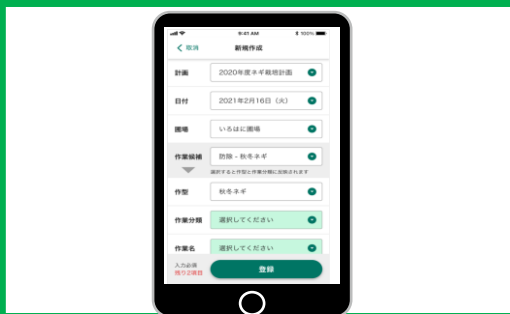 9:41 AM 100%
取消 新規作成
計画 2020年度ネギ栽培計画
日付 2021年2月16日（火）
圃場 いろはに圃場
作業候補 防除 - 秋冬ネギ
選択すると作型と作業分類に反映されます
作型 秋冬ネギ
作業分類 選択してください
作業名 選択してください
入力必須
残り2項目
登録